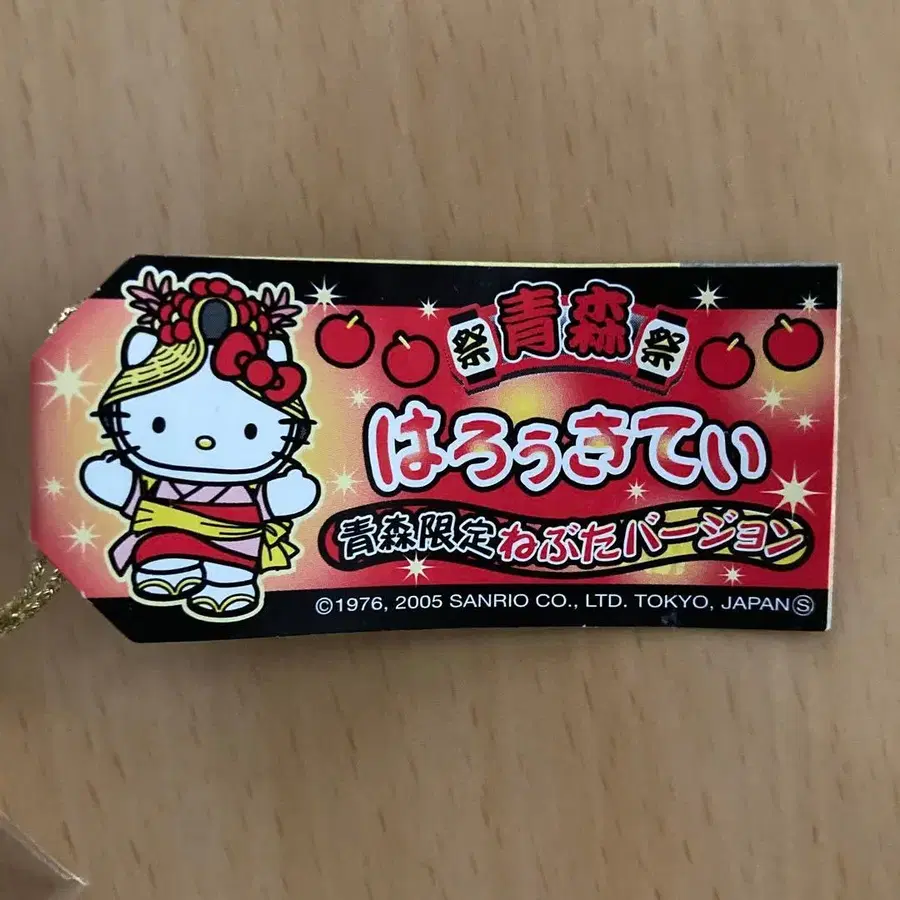 祭 青森 祭
はろぅきてぃ
青森限定ねぶたバージョン
©1976, 2005 SANRIO CO., LTD. TOKYO, JAPAN Ⓢ